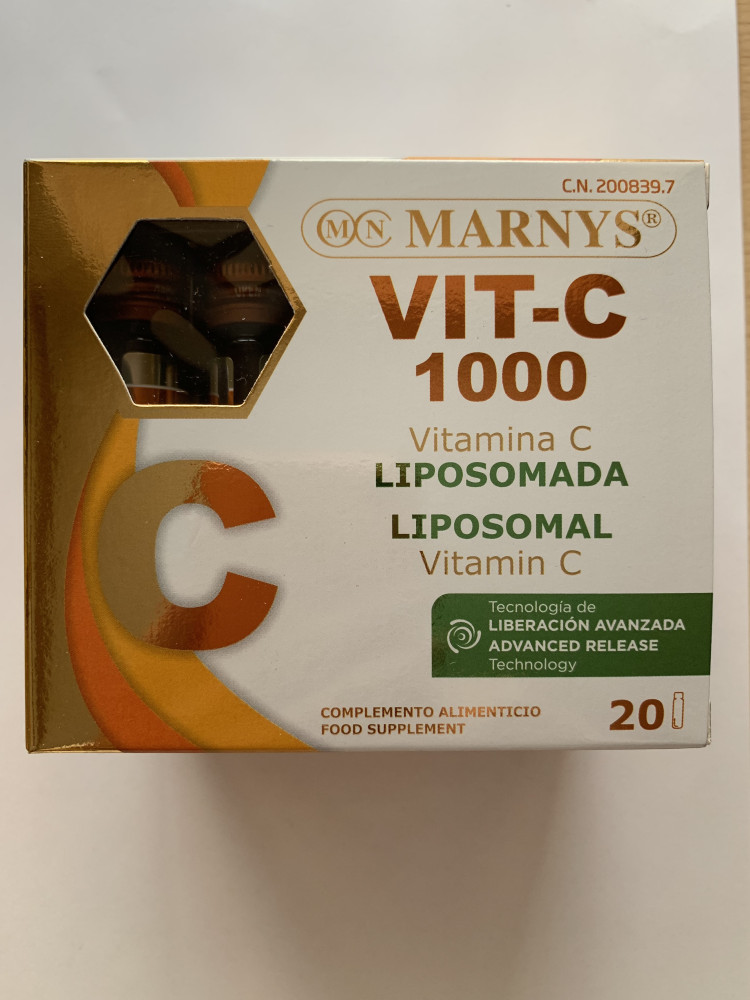 C.N. 200839.7
MNC MARNYS®
VIT-C
1000
Vitamina C
LIPOSOMADA
LIPOSOMAL
Vitamin C
Tecnología de
LIBERACIÓN AVANZADA
ADVANCED RELEASE
Technology
COMPLEMENTO ALIMENTICIO
FOOD SUPPLEMENT
20
C